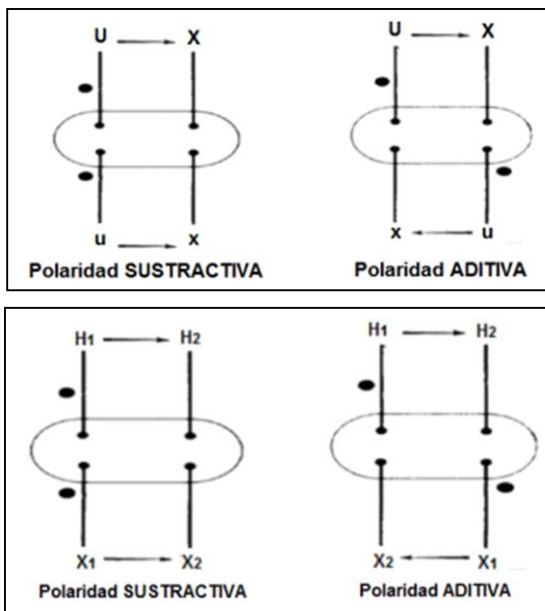 U X U X
u x x u
Polaridad SUSTRACTIVA Polaridad ADITIVA
H1 H2 H1 H2
X1 X2 X2 X1
Polaridad SUSTRACTIVA Polaridad ADITIVA